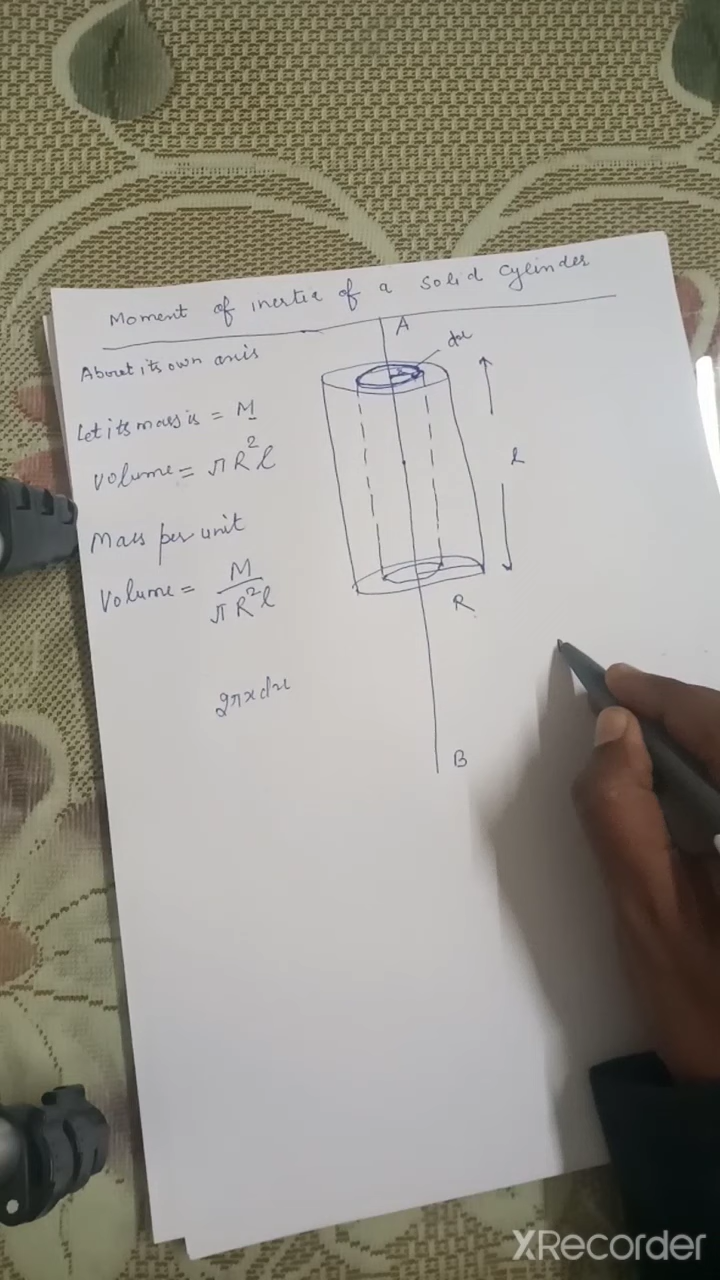 Moment of inertia of a solid cylinder
About its own axis
Let its mass is = M
Volume = πR²l
Mass per unit
Volume = M/πR²l
2πxdx
A
dx
l
R
B
XRecorder